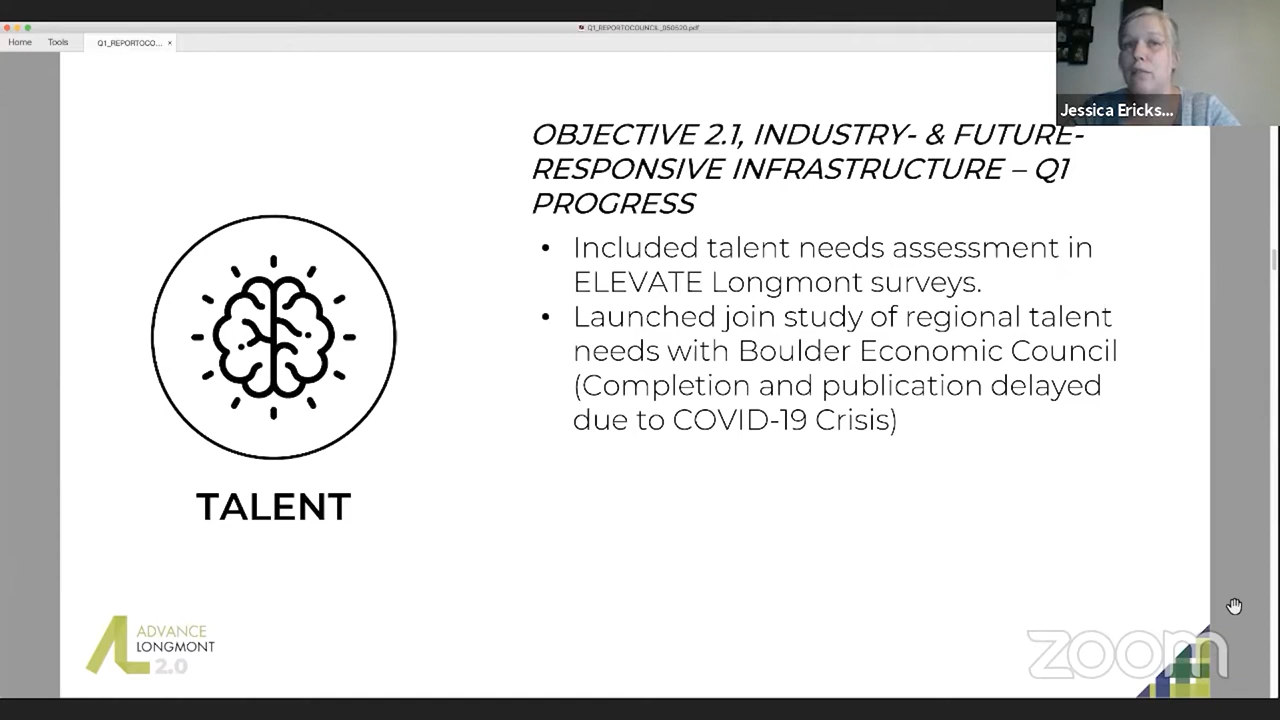 Q1_REPORTOCOUNCIL_050520.pdf
Home Tools Q1_REPORTOCO... ×
Jessica Ericks...
OBJECTIVE 2.1, INDUSTRY- & FUTURE-
RESPONSIVE INFRASTRUCTURE – Q1
PROGRESS
• Included talent needs assessment in
ELEVATE Longmont surveys.
• Launched join study of regional talent
needs with Boulder Economic Council
(Completion and publication delayed
due to COVID-19 Crisis)
TALENT
ADVANCE
LONGMONT
2.0
zoom